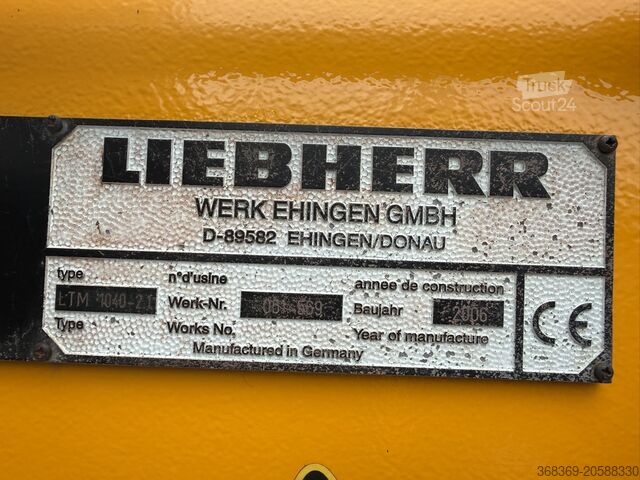 Truck
Scout24
LIEBHERR
WERK EHINGEN GMBH
D-89582 EHINGEN/DONAU
type n°d'usine annee de construction
LTM 1040-2.1 Werk-Nr. Baujahr 2006
Type Works No. Year of manufacture
Manufactured in Germany
CE
368369-20588330